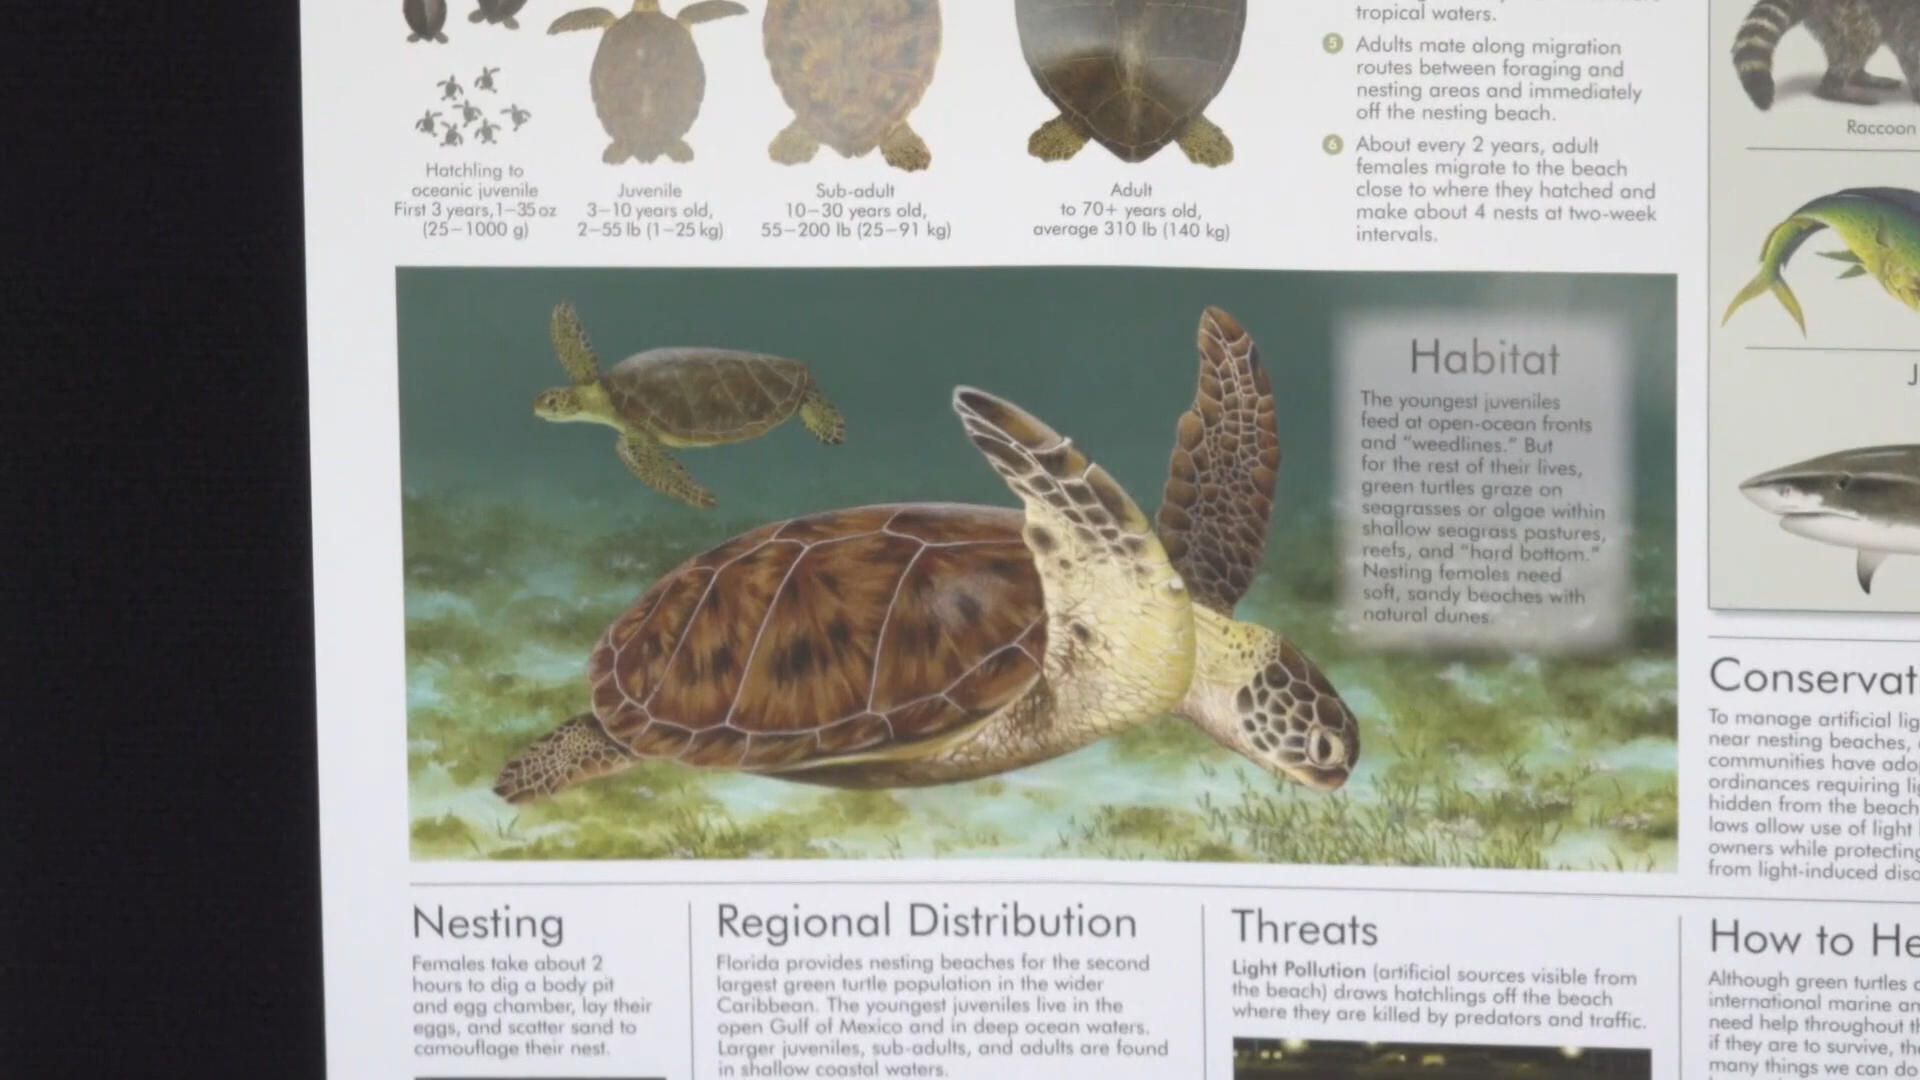 Hatchling to
oceanic juvenile
First 3 years, 1–35 oz
(25–1000 g)
Juvenile
3–10 years old,
2–55 lb (1–25 kg)
Sub-adult
10–30 years old,
55–200 lb (25–91 kg)
Adult
to 70+ years old,
average 310 lb (140 kg)
tropical waters.
5 Adults mate along migration
routes between foraging and
nesting areas and immediately
off the nesting beach.
6 About every 2 years, adult
females migrate to the beach
close to where they hatched and
make about 4 nests at two-week
intervals.
Raccoon
J
Habitat
The youngest juveniles
feed at open-ocean fronts
and “weedlines.” But
for the rest of their lives,
green turtles graze on
seagrasses or algae within
shallow seagrass pastures,
reefs, and “hard bottom.”
Nesting females need
soft, sandy beaches with
natural dunes.
Conservat
To manage artificial lig
near nesting beaches,
communities have ado
ordinances requiring lig
hidden from the beach
laws allow use of light
owners while protecting
from light-induced diso
Nesting
Females take about 2
hours to dig a body pit
and egg chamber, lay their
eggs, and scatter sand to
camouflage their nest.
Regional Distribution
Florida provides nesting beaches for the second
largest green turtle population in the wider
Caribbean. The youngest juveniles live in the
open Gulf of Mexico and in deep ocean waters.
Larger juveniles, sub-adults, and adults are found
in shallow coastal waters.
Threats
Light Pollution (artificial sources visible from
the beach) draws hatchlings off the beach
where they are killed by predators and traffic.
How to He
Although green turtles
international marine an
need help throughout th
if they are to survive, the
many things we can do